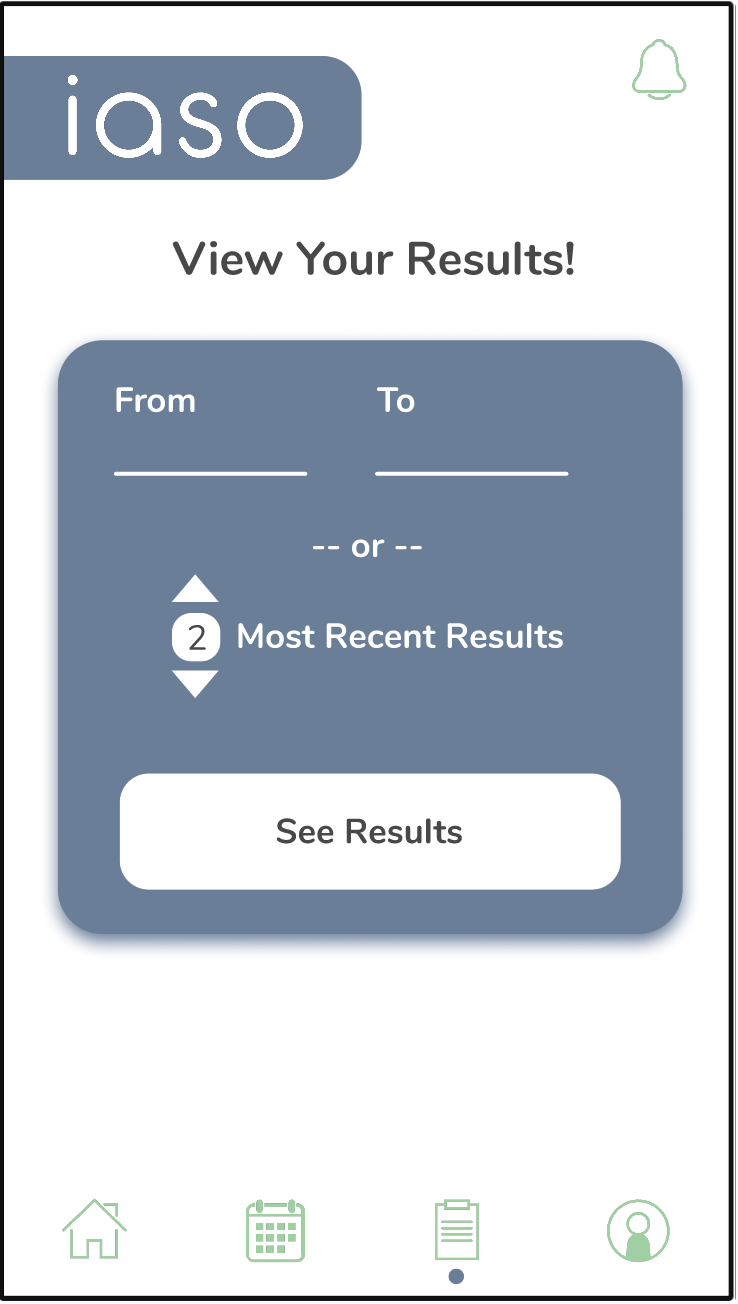 iaso
View Your Results!
From To
-- or --
2 Most Recent Results
See Results